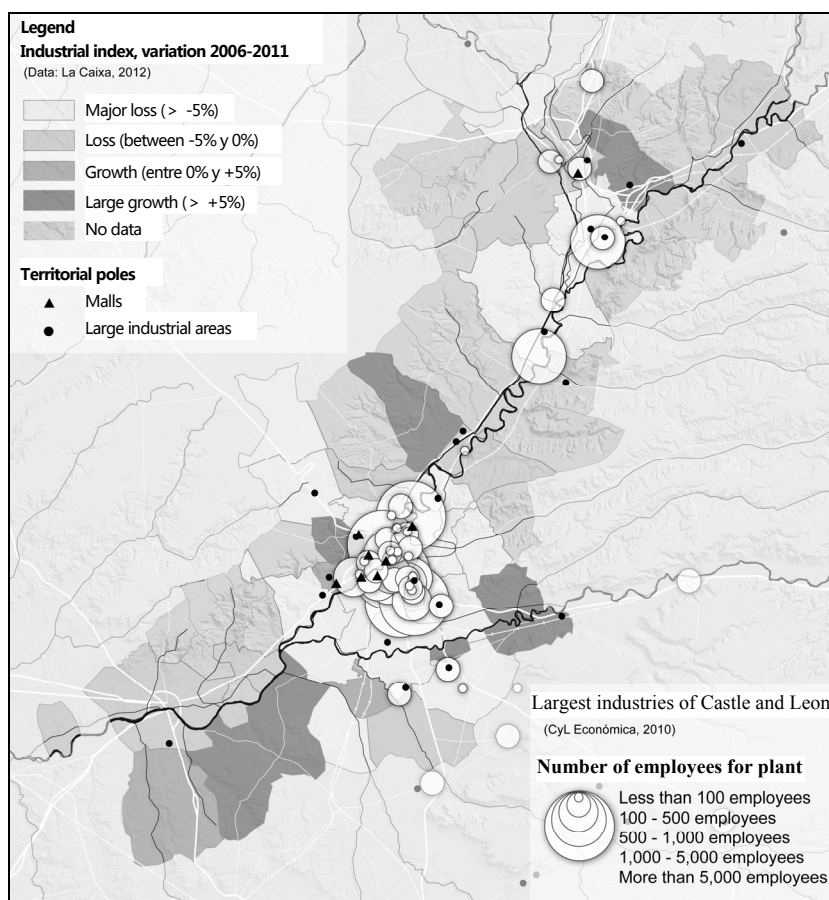 Legend
Industrial index, variation 2006-2011
(Data: La Caixa, 2012)
Major loss (> -5%)
Loss (between -5% y 0%)
Growth (entre 0% y +5%)
Large growth (> +5%)
No data
Territorial poles
Malls
Large industrial areas
Largest industries of Castle and Leon
(CyL Económica, 2010)
Number of employees for plant
Less than 100 employees
100 - 500 employees
500 - 1,000 employees
1,000 - 5,000 employees
More than 5,000 employees